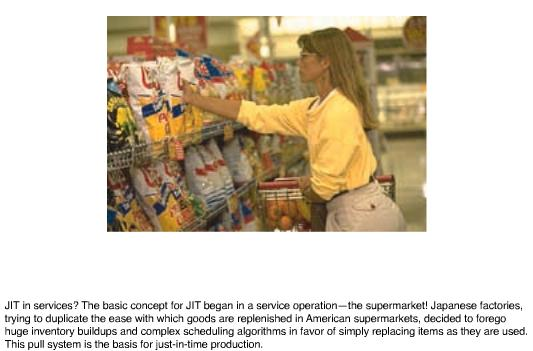 JIT in services? The basic concept for JIT began in a service operation—the supermarket! Japanese factories,
trying to duplicate the ease with which goods are replenished in American supermarkets, decided to forego
huge inventory buildups and complex scheduling algorithms in favor of simply replacing items as they are used.
This pull system is the basis for just-in-time production.